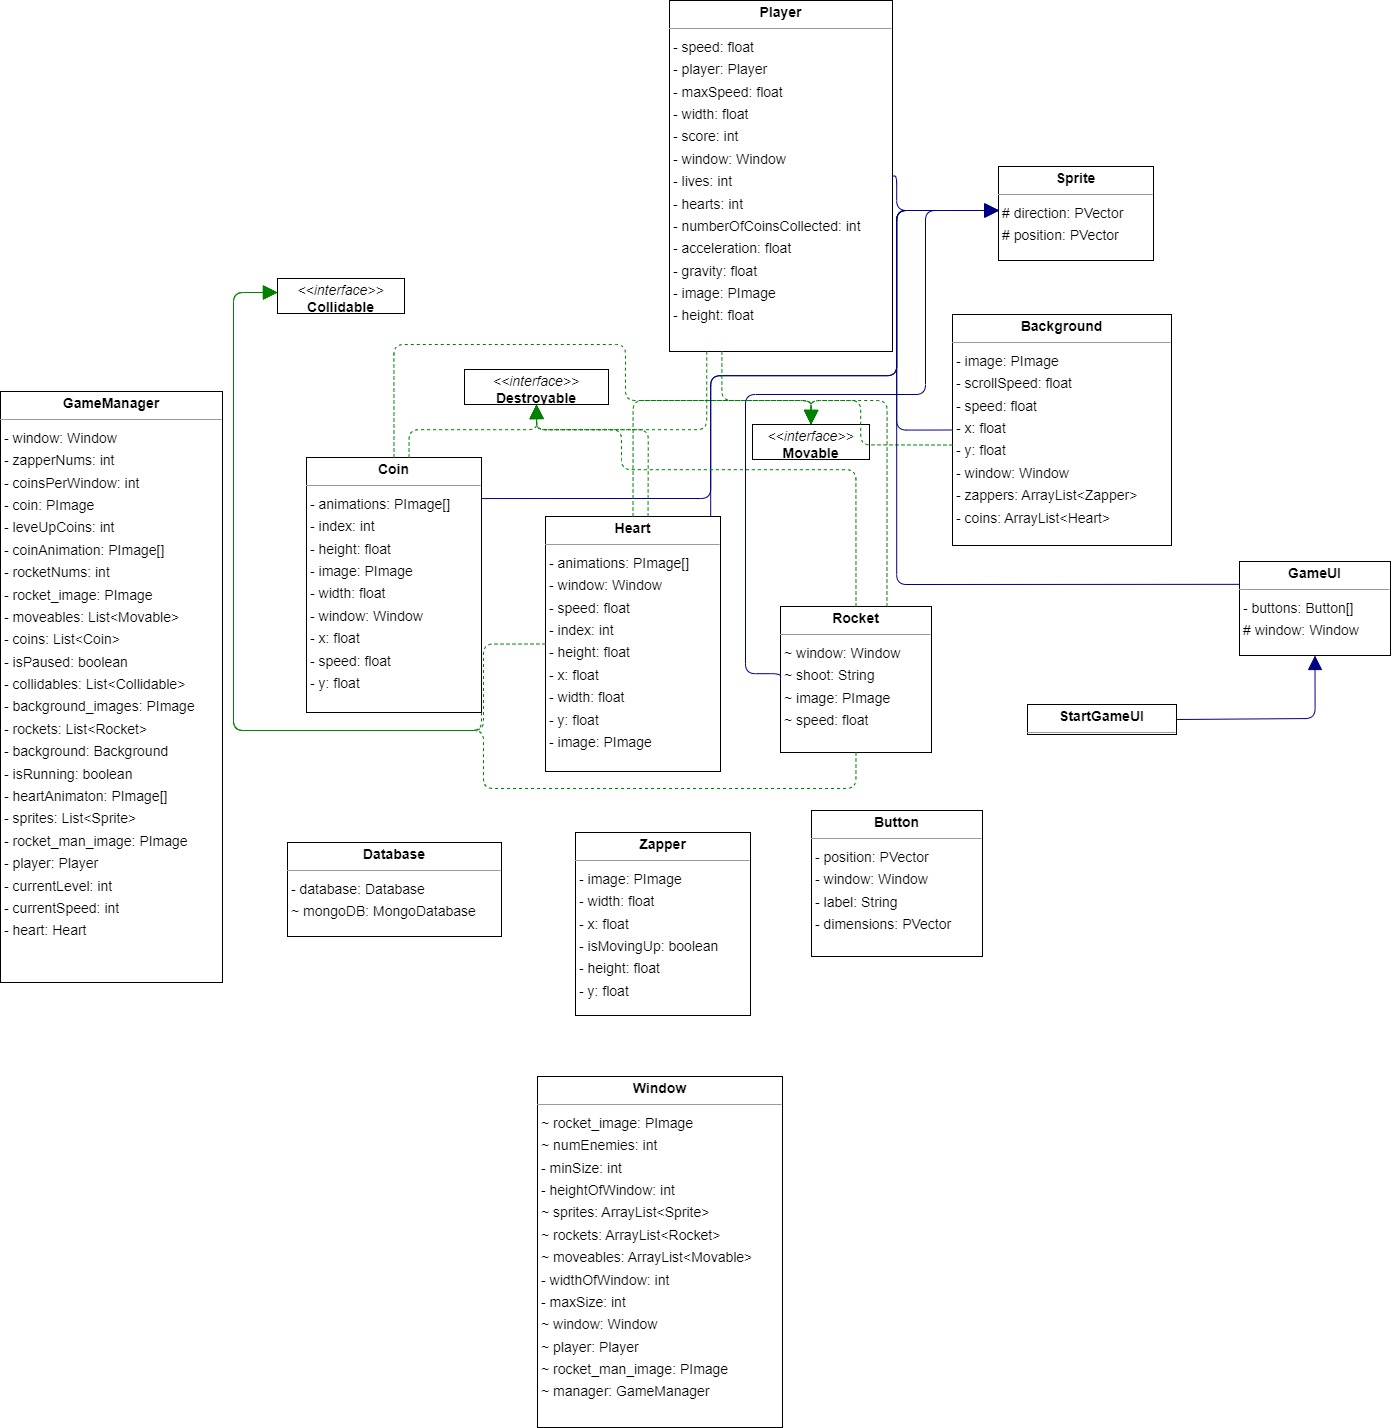 Player
- speed: float
- player: Player
- maxSpeed: float
- width: float
- score: int
- window: Window
- lives: int
- hearts: int
- numberOfCoinsCollected: int
- acceleration: float
- gravity: float
- image: PImage
- height: float
Sprite
# direction: PVector
# position: PVector
<<interface>>
Collidable
Background
- image: PImage
- scrollSpeed: float
- speed: float
- x: float
- y: float
- window: Window
- zappers: ArrayList<Zapper>
- coins: ArrayList<Heart>
<<interface>>
Destroyable
<<interface>>
Movable
GameManager
- window: Window
- zapperNums: int
- coinsPerWindow: int
- coin: PImage
- leveUpCoins: int
- coinAnimation: PImage[]
- rocketNums: int
- rocket_image: PImage
- moveables: List<Movable>
- coins: List<Coin>
- isPaused: boolean
- collidables: List<Collidable>
- background_images: PImage
- rockets: List<Rocket>
- background: Background
- isRunning: boolean
- heartAnimaton: PImage[]
- sprites: List<Sprite>
- rocket_man_image: PImage
- player: Player
- currentLevel: int
- currentSpeed: int
- heart: Heart
Coin
- animations: PImage[]
- index: int
- height: float
- image: PImage
- width: float
- window: Window
- x: float
- speed: float
- y: float
Heart
- animations: PImage[]
- window: Window
- speed: float
- index: int
- height: float
- x: float
- width: float
- y: float
- image: PImage
Rocket
~ window: Window
~ shoot: String
~ image: PImage
~ speed: float
GameUI
- buttons: Button[]
# window: Window
StartGameUI
Database
- database: Database
~ mongoDB: MongoDatabase
Zapper
- image: PImage
- width: float
- x: float
- isMovingUp: boolean
- height: float
- y: float
Button
- position: PVector
- window: Window
- label: String
- dimensions: PVector
Window
~ rocket_image: PImage
~ numEnemies: int
- minSize: int
- heightOfWindow: int
~ sprites: ArrayList<Sprite>
~ rockets: ArrayList<Rocket>
~ moveables: ArrayList<Movable>
- widthOfWindow: int
- maxSize: int
~ window: Window
~ player: Player
~ rocket_man_image: PImage
~ manager: GameManager